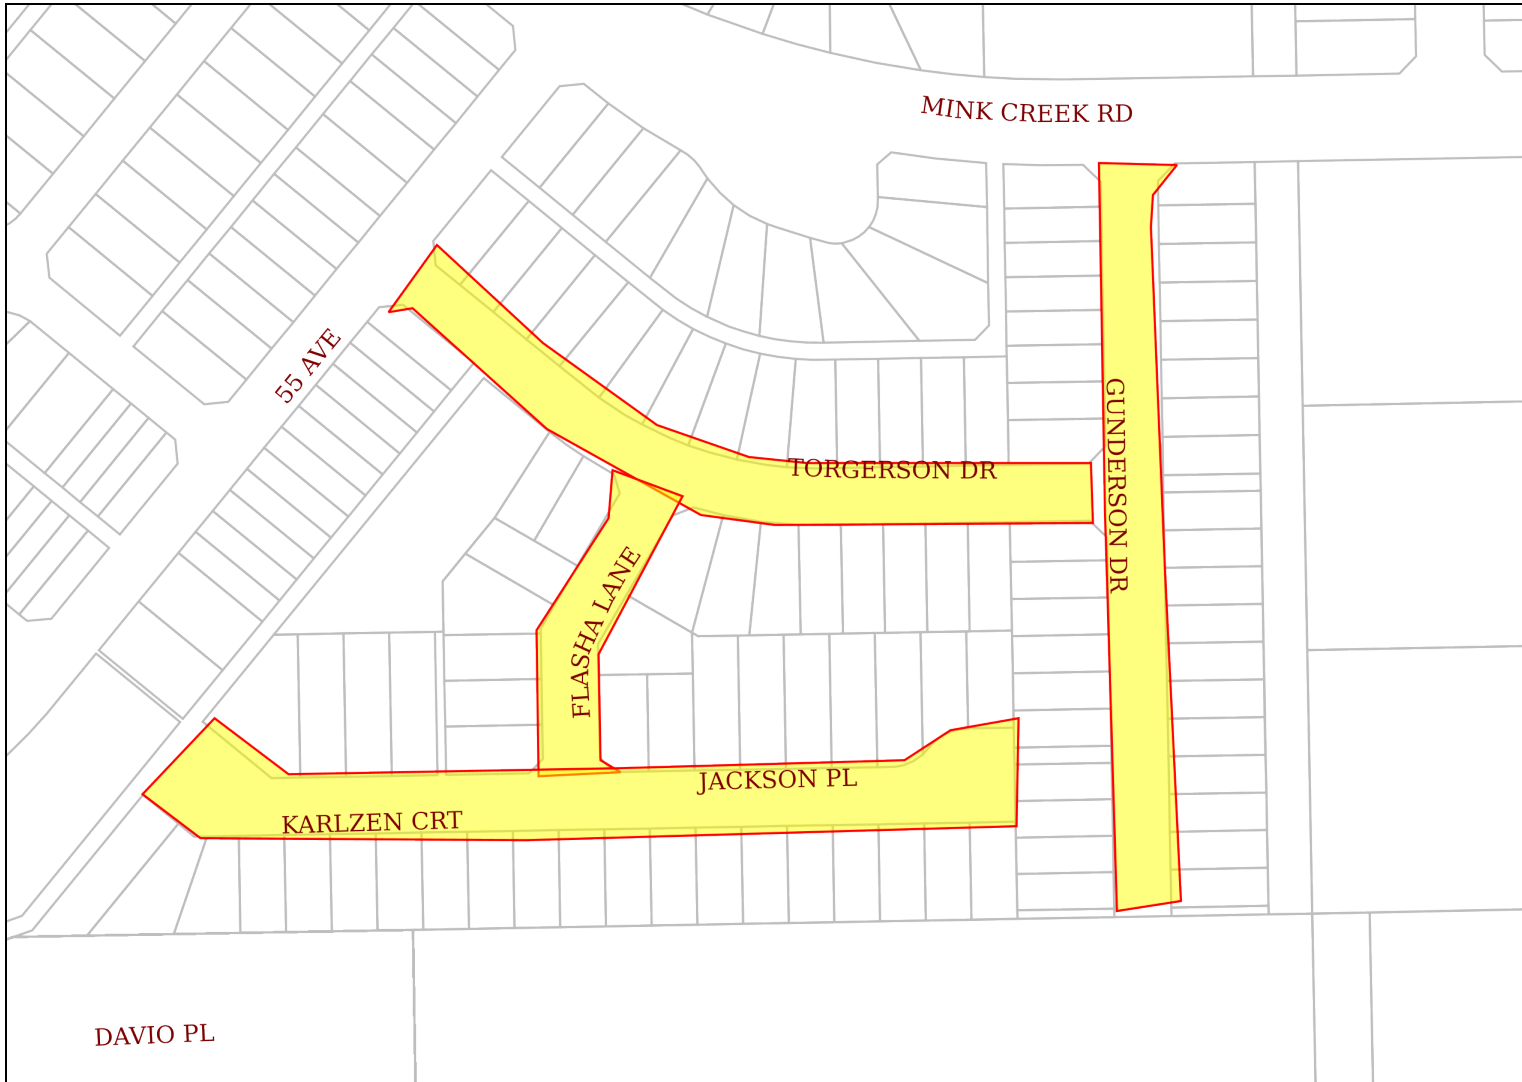 MINK CREEK RD
55 AVE
TORGERSON DR
GUNDERSON DR
FLASHA LANE
JACKSON PL
KARLZEN CRT
DAVIO PL